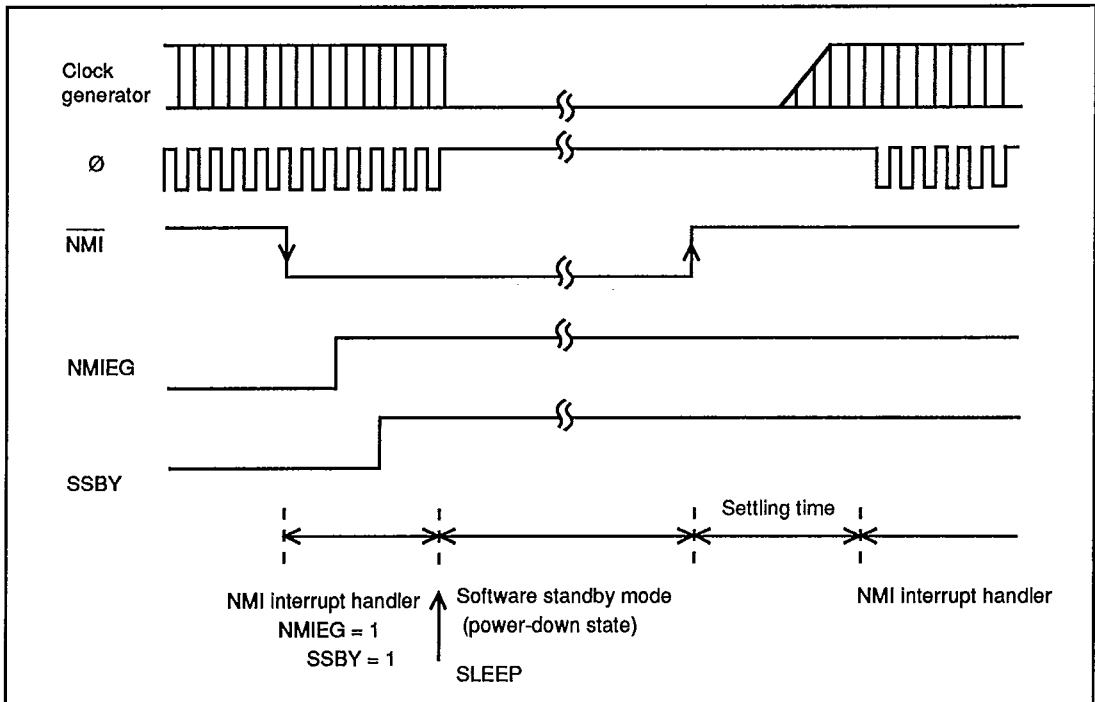 Clock
generator
Ø
NMI
NMIEG
SSBY
Settling time
NMI interrupt handler
NMIEG = 1
SSBY = 1
Software standby mode
(power-down state)
SLEEP
NMI interrupt handler